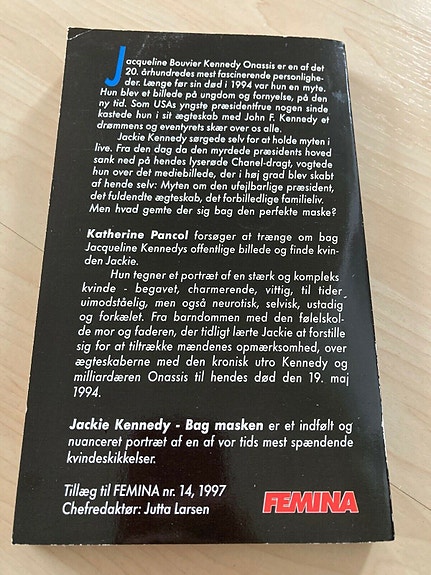 Jacqueline Bouvier Kennedy Onassis er en af det
20. århundredes mest fascinerende personlighe-
der. Længe før sin død i 1994 var hun en myte.
Hun blev et billede på ungdom og fornyelse, på den
ny tid. Som USAs yngste præsidentfrue nogen sinde
kastede hun i sit ægteskab med John F. Kennedy et
drømmens og eventyrets skær over os alle.
Jackie Kennedy sørgede selv for at holde myten i
live. Fra den dag da den myrdede præsidents hoved
sank ned på hendes lyserøde Chanel-dragt, vogtede
hun over det mediebillede, der i høj grad blev skabt
af hende selv: Myten om den ufejlbarlige præsident,
det fuldendte ægteskab, det forbilledlige familieliv.
Men hvad gemte der sig bag den perfekte maske?
Katherine Pancol forsøger at trænge om bag
Jacqueline Kennedys offentlige billede og finde kvin-
den Jackie.
Hun tegner et portræt af en stærk og kompleks
kvinde - begavet, charmerende, vittig, til tider
uimodståelig, men også neurotisk, selvisk, ustadig
og forkælet. Fra barndommen med den følelskol-
de mor og faderen, der tidligt lærte Jackie at forstille
sig for at tiltrække mændenes opmærksomhed, over
ægteskaberne med den kronisk utro Kennedy og
milliardæren Onassis til hendes død den 19. maj
1994.
Jackie Kennedy - Bag masken er et indfølt og
nuanceret portræt af en af vor tids mest spændende
kvindeskikkelser.
Tillæg til FEMINA nr. 14, 1997
Chefredaktør: Jutta Larsen
FEMINA